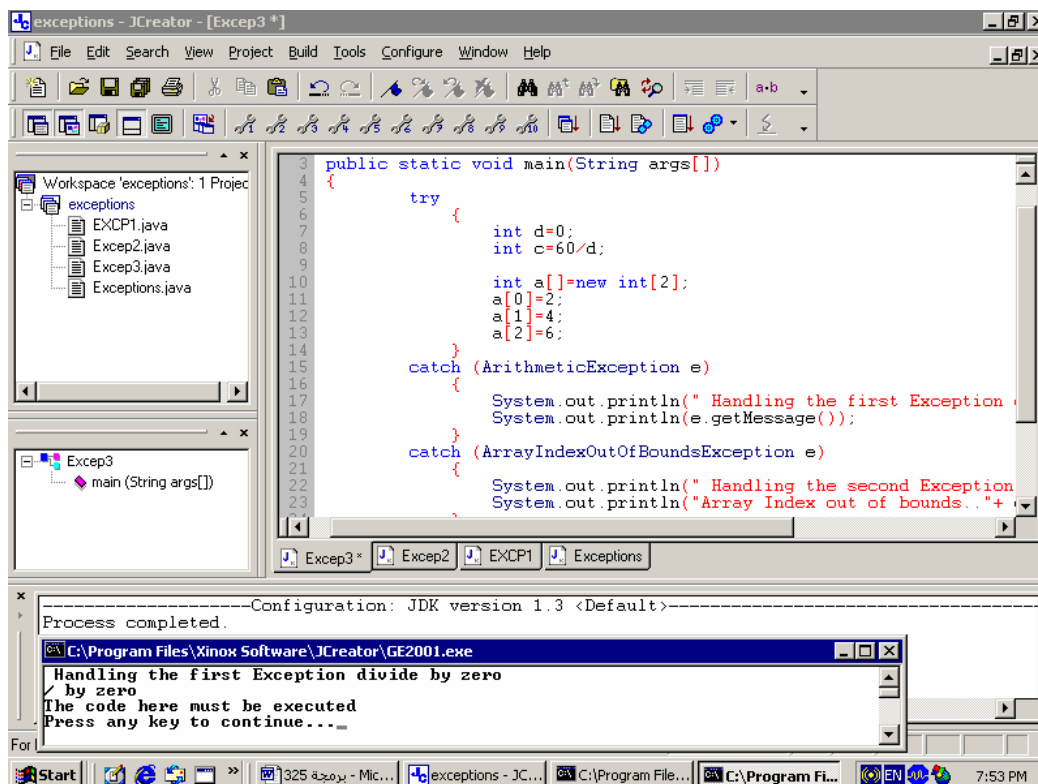 exceptions - JCreator - [Excep3 *]
File Edit Search View Project Build Tools Configure Window Help
a•b
Workspace 'exceptions': 1 Projec
exceptions
EXCP1.java
Excep2.java
Excep3.java
Exceptions.java
Excep3
main (String args[])
3 public static void main(String args[])
4 {
5 try
6 {
7 int d=0;
8 int c=60/d;
9
10 int a[]=new int[2];
11 a[0]=2;
12 a[1]=4;
13 a[2]=6;
14 }
15 catch (ArithmeticException e)
16 {
17 System.out.println(" Handling the first Exception
18 System.out.println(e.getMessage());
19 }
20 catch (ArrayIndexOutOfBoundsException e)
21 {
22 System.out.println(" Handling the second Exception
23 System.out.println("Array Index out of bounds.."+
Excep3 * Excep2 EXCP1 Exceptions
--------------------Configuration: JDK version 1.3 <Default>------------------------------------
Process completed.
C:\Program Files\Xinox Software\JCreator\GE2001.exe
Handling the first Exception divide by zero
/ by zero
The code here must be executed
Press any key to continue..._
For
Start » برمجة 325 - Mic... exceptions - JC... C:\Program File... C:\Program Fi... EN 7:53 PM